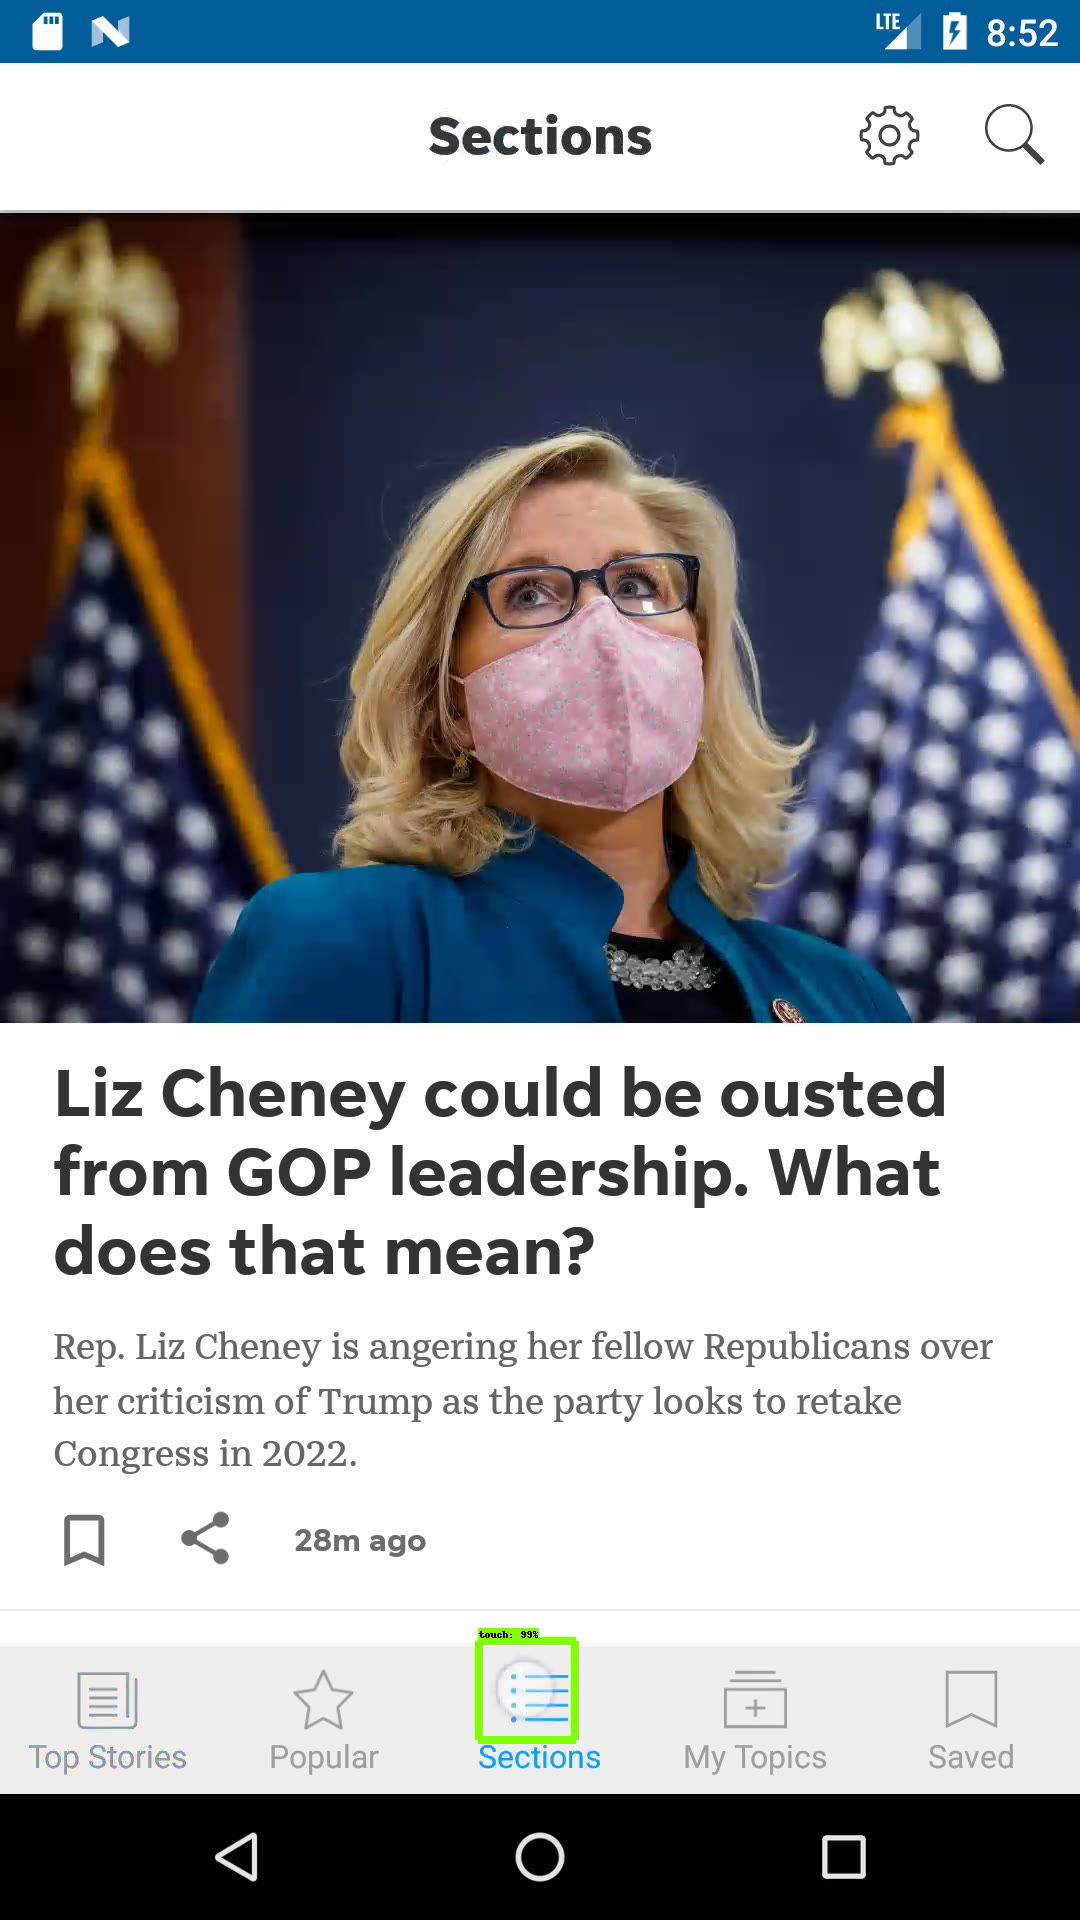 LTE
8:52
Sections
Liz Cheney could be ousted
from GOP leadership. What
does that mean?
Rep. Liz Cheney is angering her fellow Republicans over
her criticism of Trump as the party looks to retake
Congress in 2022.
28m ago
touch: 99%
Top Stories
Popular
Sections
My Topics
Saved